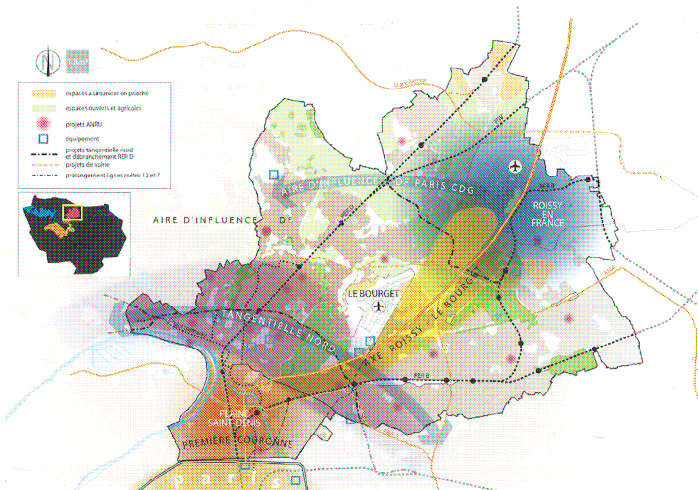 N
espaces à urbaniser en priorité
espaces ouverts et agricoles
projets ANRU
équipement
projets tangentielle nord
et débranchement RER D
projets de voirie
prolongement lignes métro 13 et 7
Francilienne
AIRE D'INFLUENCE DE PARIS CDG
AIRE D'INFLUENCE DE
ROISSY
EN
FRANCE
LE BOURGET
AXE ROISSY - LE BOURGET
TANGENTIELLE NORD
RER B
PLAINE
SAINT-DENIS
PREMIÈRE COURONNE
paris